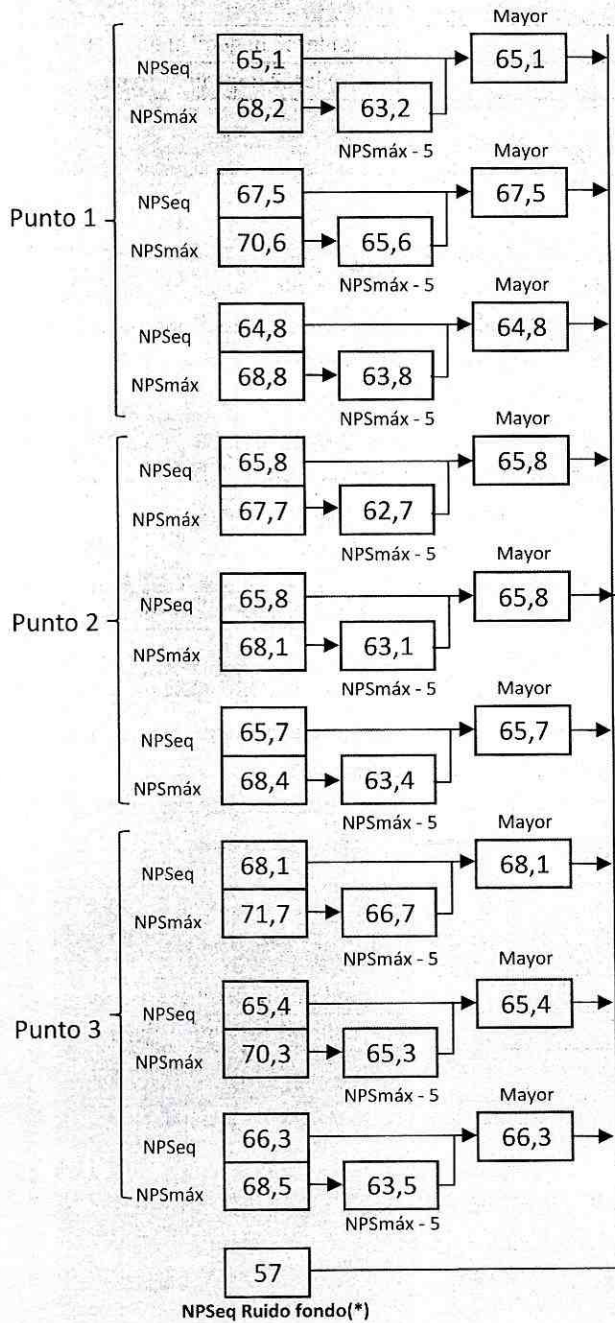 Mayor
NPSeq 65,1 65,1
NPSmáx 68,2 63,2
NPSmáx - 5
Mayor
NPSeq 67,5 67,5
Punto 1
NPSmáx 70,6 65,6
NPSmáx - 5
Mayor
NPSeq 64,8 64,8
NPSmáx 68,8 63,8
NPSmáx - 5
Mayor
NPSeq 65,8 65,8
NPSmáx 67,7 62,7
NPSmáx - 5
Mayor
NPSeq 65,8 65,8
Punto 2
NPSmáx 68,1 63,1
NPSmáx - 5
Mayor
NPSeq 65,7 65,7
NPSmáx 68,4 63,4
NPSmáx - 5
Mayor
NPSeq 68,1 68,1
NPSmáx 71,7 66,7
NPSmáx - 5
Mayor
NPSeq 65,4 65,4
Punto 3
NPSmáx 70,3 65,3
NPSmáx - 5
Mayor
NPSeq 66,3 66,3
NPSmáx 68,5 63,5
NPSmáx - 5
57
NPSeq Ruido fondo(*)